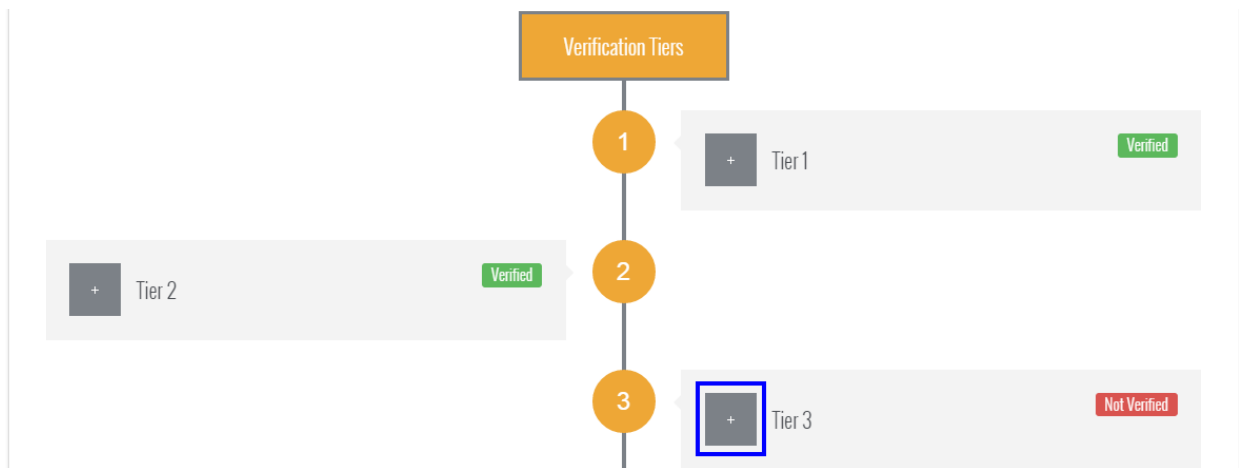 Verification Tiers
1
+ Tier 1 Verified
+ Tier 2 Verified
2
3
+ Tier 3 Not Verified